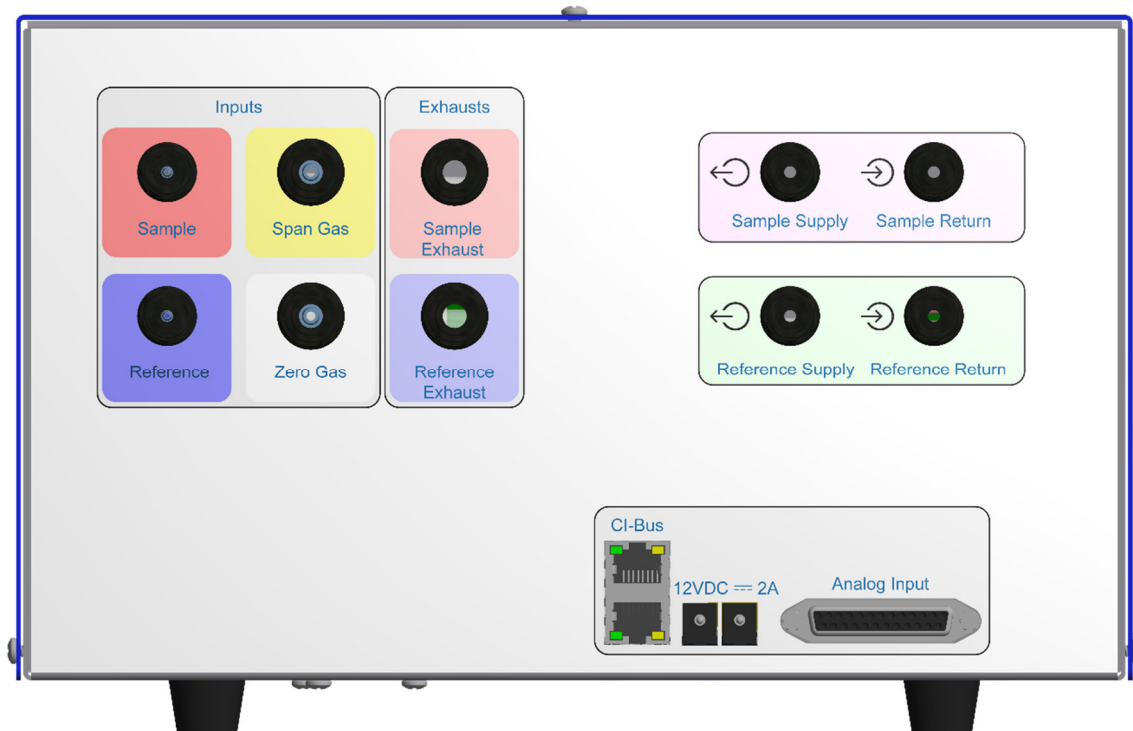 Inputs
Exhausts
Sample
Span Gas
Sample
Exhaust
Reference
Zero Gas
Reference
Exhaust
Sample Supply
Sample Return
Reference Supply
Reference Return
CI-Bus
12VDC ⎓ 2A
Analog Input